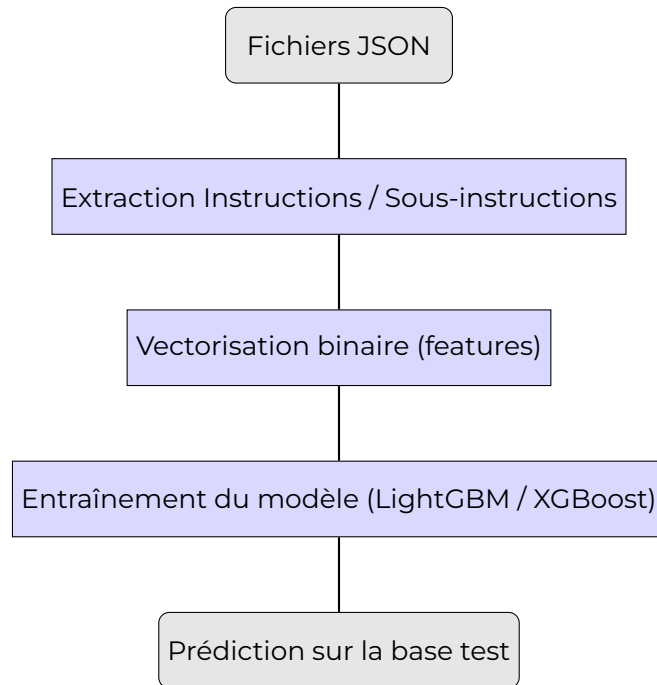 Fichiers JSON
Extraction Instructions / Sous-instructions
Vectorisation binaire (features)
Entraînement du modèle (LightGBM / XGBoost)
Prédiction sur la base test